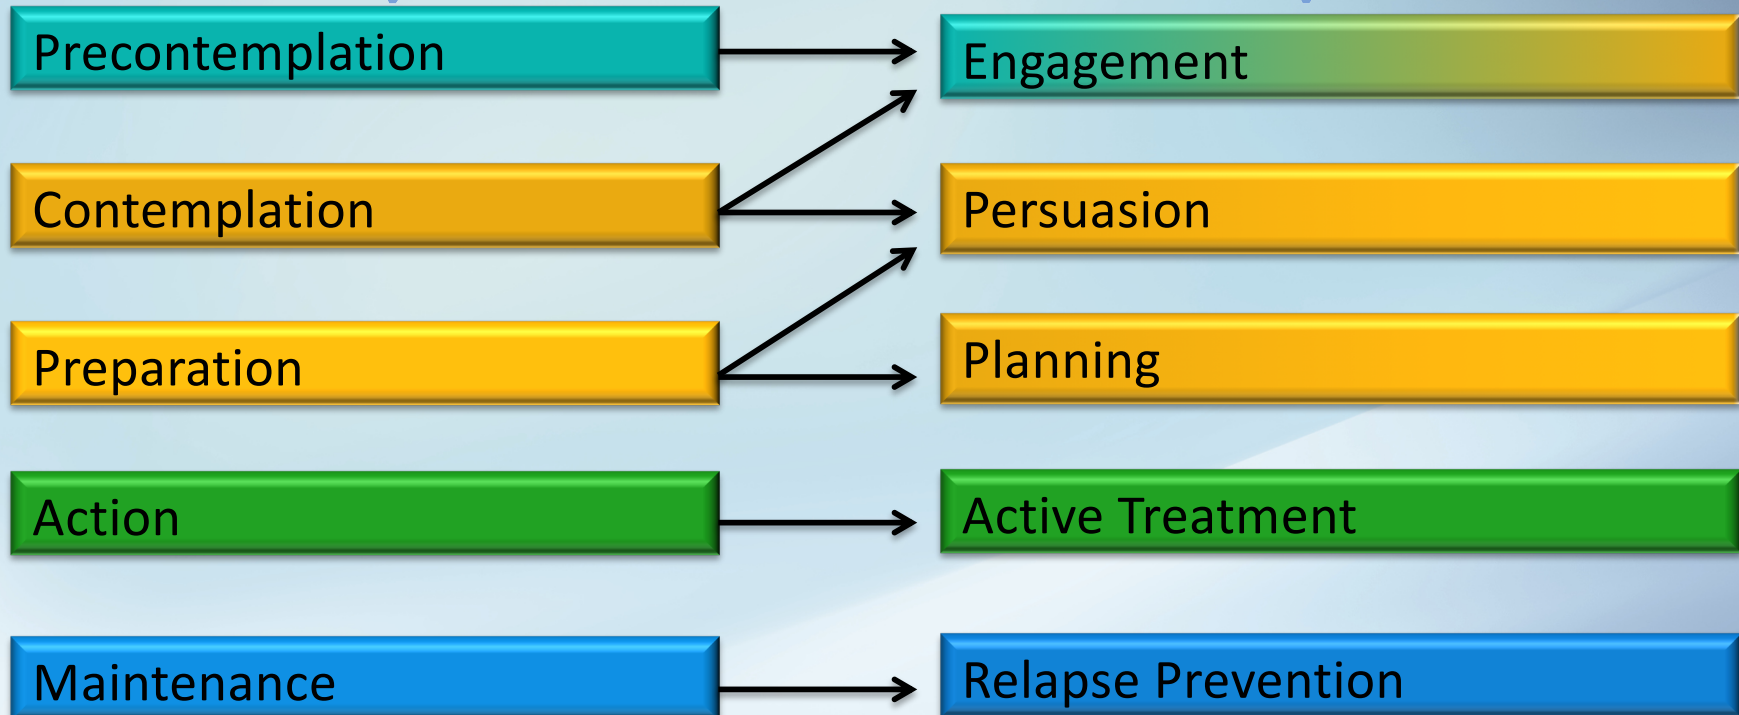 Precontemplation
Engagement
Contemplation
Persuasion
Preparation
Planning
Action
Active Treatment
Maintenance
Relapse Prevention